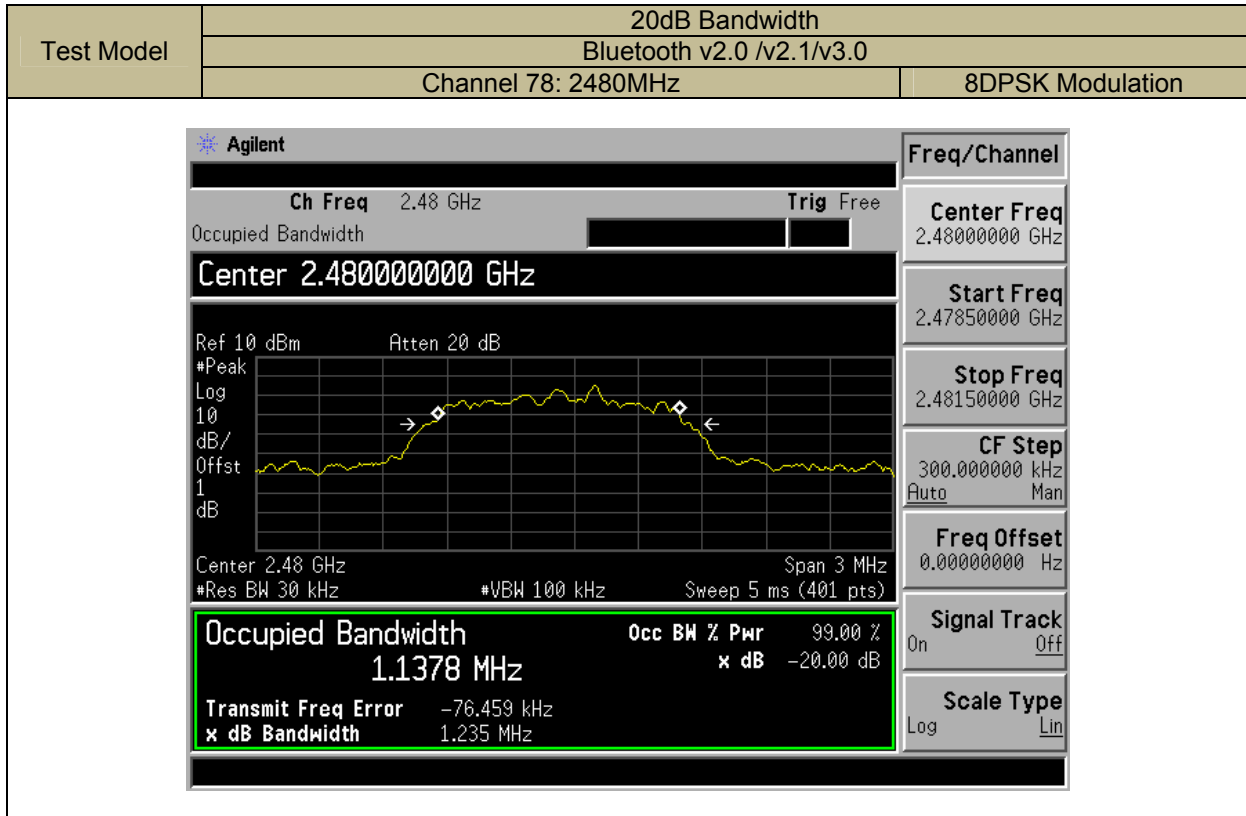 Test Model
20dB Bandwidth
Bluetooth v2.0 /v2.1/v3.0
Channel 78: 2480MHz
8DPSK Modulation
Agilent
Freq/Channel
Ch Freq 2.48 GHz Trig Free
Occupied Bandwidth
Center 2.480000000 GHz
Ref 10 dBm Atten 20 dB
#Peak
Log
10
dB/
Offst
1
dB
Center 2.48 GHz Span 3 MHz
#Res BW 30 kHz #VBW 100 kHz Sweep 5 ms (401 pts)
Occupied Bandwidth
1.1378 MHz
Occ BW % Pwr 99.00 %
x dB -20.00 dB
Transmit Freq Error -76.459 kHz
x dB Bandwidth 1.235 MHz
Center Freq
2.48000000 GHz
Start Freq
2.47850000 GHz
Stop Freq
2.48150000 GHz
CF Step
300.000000 kHz
Auto Man
Freq Offset
0.00000000 Hz
Signal Track
On Off
Scale Type
Log Lin